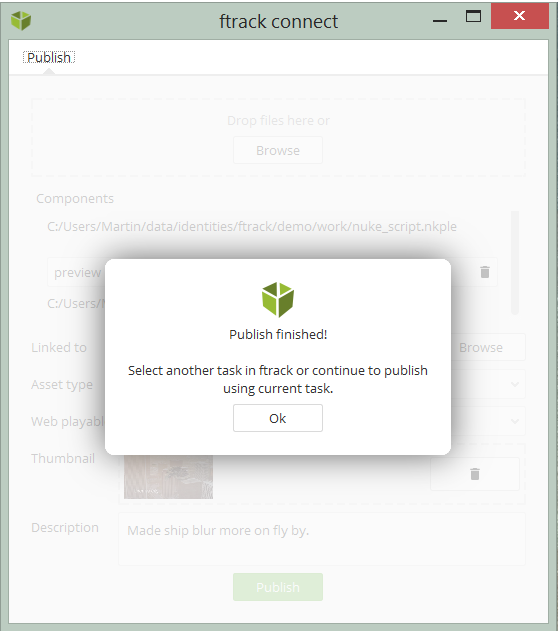 ftrack connect
Publish
Drop files here or
Browse
Components
C:/Users/Martin/data/identities/ftrack/demo/work/nuke_script.nkple
preview
C:/Users/M
Linked to
Browse
Asset type
Web playabl
Publish finished!
Select another task in ftrack or continue to publish
using current task.
Ok
Thumbnail
Description
Made ship blur more on fly by.
Publish